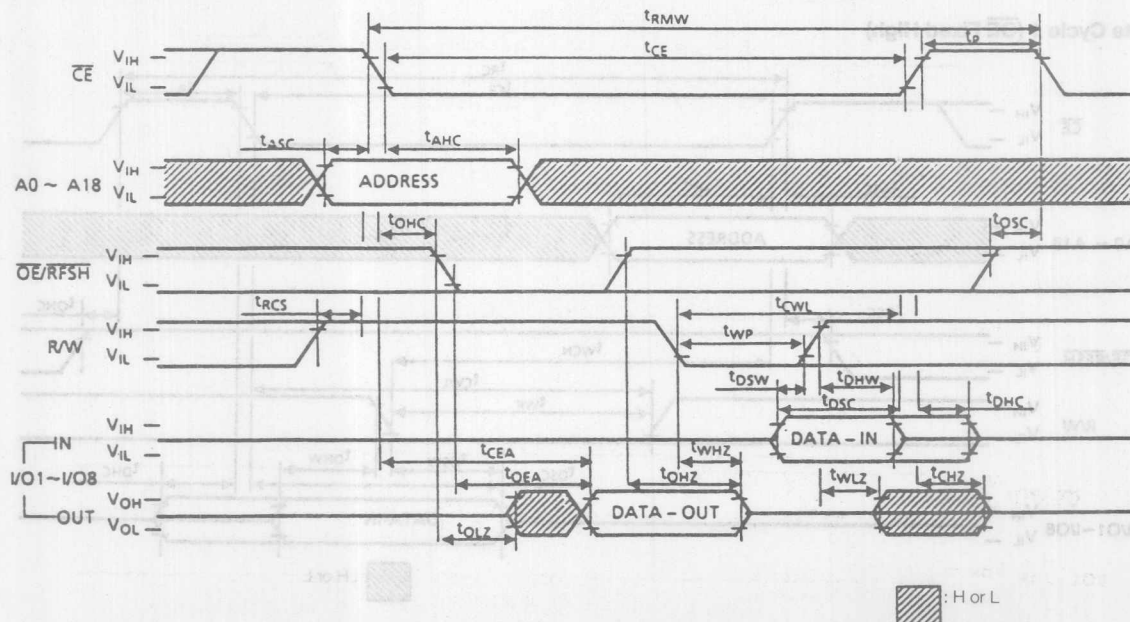 tRMW
tP
tCE
CE
VIH
VIL
tASC
tAHC
A0 ~ A18
VIH
VIL
ADDRESS
tOHC
tOSC
OE/RFSH
VIH
VIL
tRCS
tCWL
R/W
VIH
VIL
tWP
tDSW
tDHW
tDSC
tDHC
IN
VIH
VIL
DATA - IN
tCEA
tWHZ
I/O1~I/O8
tOEA
tOHZ
tWLZ
tCHZ
OUT
VOH
VOL
DATA - OUT
tOLZ
: H or L